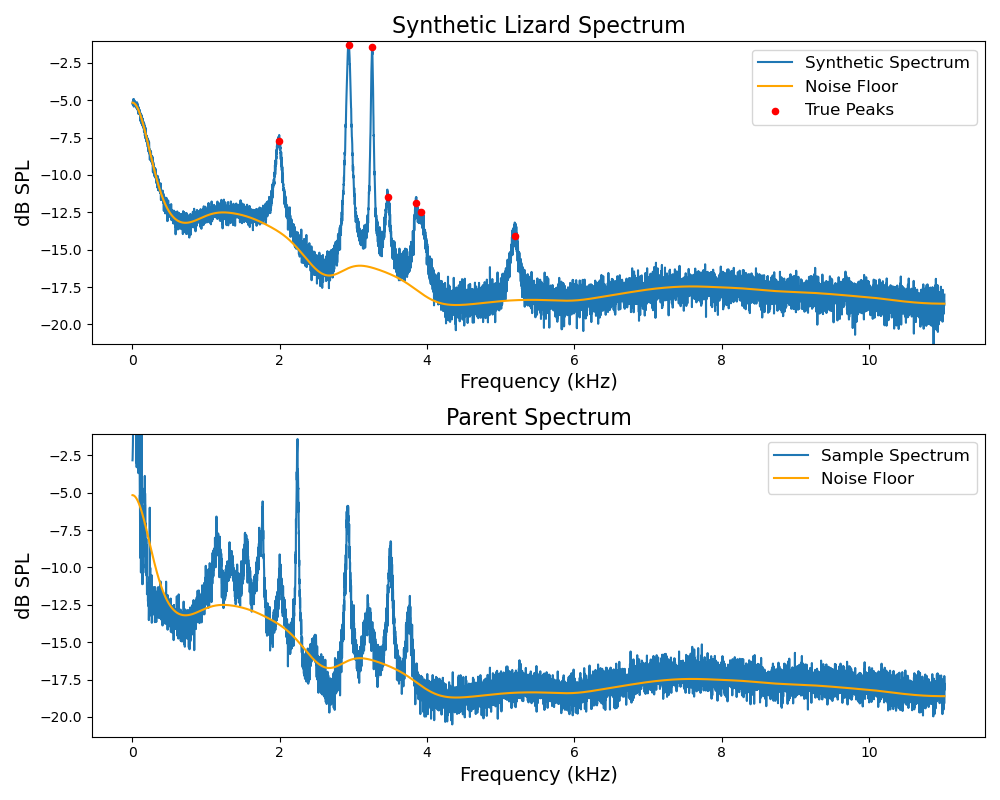 Synthetic Lizard Spectrum
dB SPL
−2.5
−5.0
−7.5
−10.0
−12.5
−15.0
−17.5
−20.0
Synthetic Spectrum
Noise Floor
True Peaks
0 2 4 6 8 10
Frequency (kHz)
Parent Spectrum
dB SPL
−2.5
−5.0
−7.5
−10.0
−12.5
−15.0
−17.5
−20.0
Sample Spectrum
Noise Floor
0 2 4 6 8 10
Frequency (kHz)